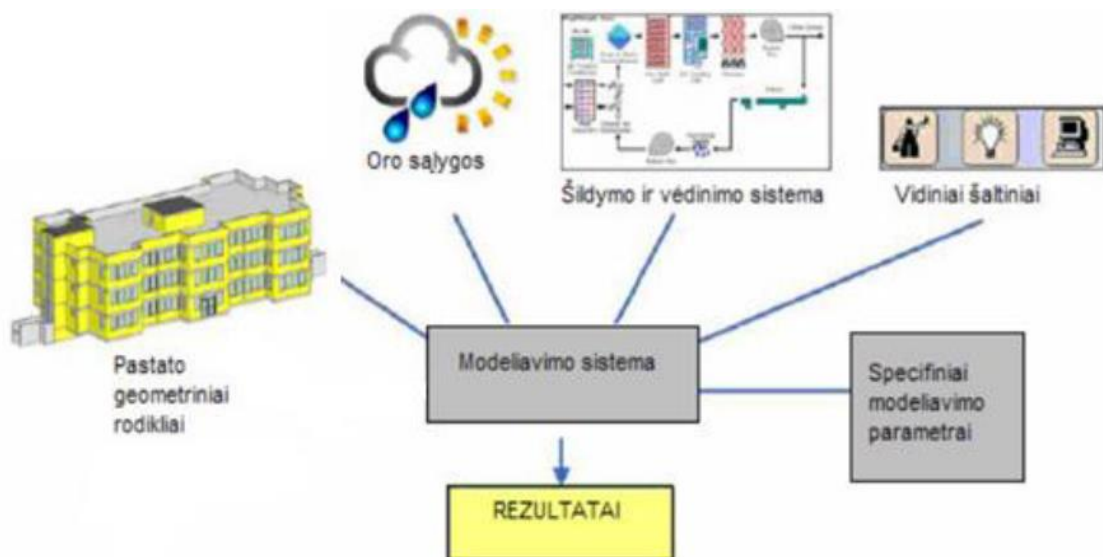 Oro sąlygos
Šildymo ir vėdinimo sistema
Vidiniai šaltiniai
Pastato
geometriniai
rodikliai
Modeliavimo sistema
Specifiniai
modeliavimo
parametrai
REZULTATAI